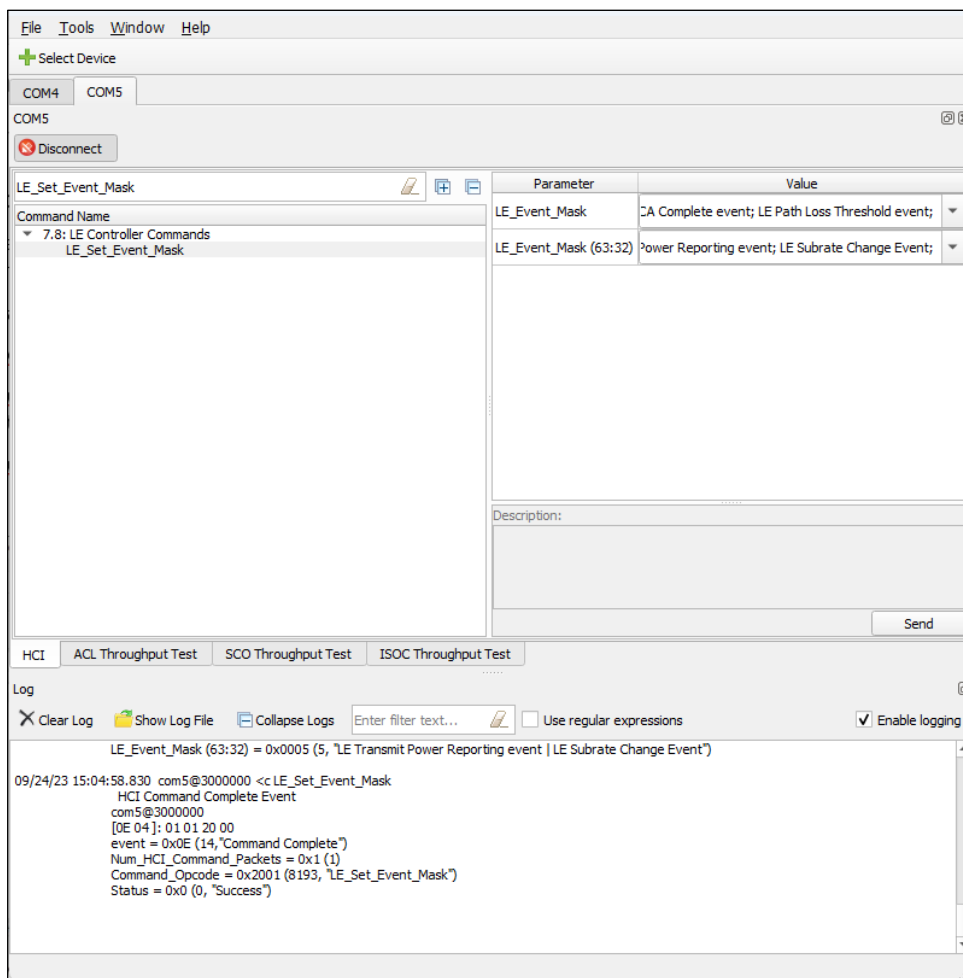 File Tools Window Help
Select Device
COM4 COM5
COM5
Disconnect
LE_Set_Event_Mask
Command Name
7.8: LE Controller Commands
LE_Set_Event_Mask
Parameter Value
LE_Event_Mask CA Complete event; LE Path Loss Threshold event;
LE_Event_Mask (63:32) Power Reporting event; LE Subrate Change Event;
Description:
Send
HCI ACL Throughput Test SCO Throughput Test ISOC Throughput Test
Log
Clear Log Show Log File Collapse Logs Enter filter text... Use regular expressions Enable logging
LE_Event_Mask (63:32) = 0x0005 (5, "LE Transmit Power Reporting event | LE Subrate Change Event")
09/24/23 15:04:58.830 com5@3000000 <c LE_Set_Event_Mask
HCI Command Complete Event
com5@3000000
[0E 04]: 01 01 20 00
event = 0x0E (14,"Command Complete")
Num_HCI_Command_Packets = 0x1 (1)
Command_Opcode = 0x2001 (8193, "LE_Set_Event_Mask")
Status = 0x0 (0, "Success")